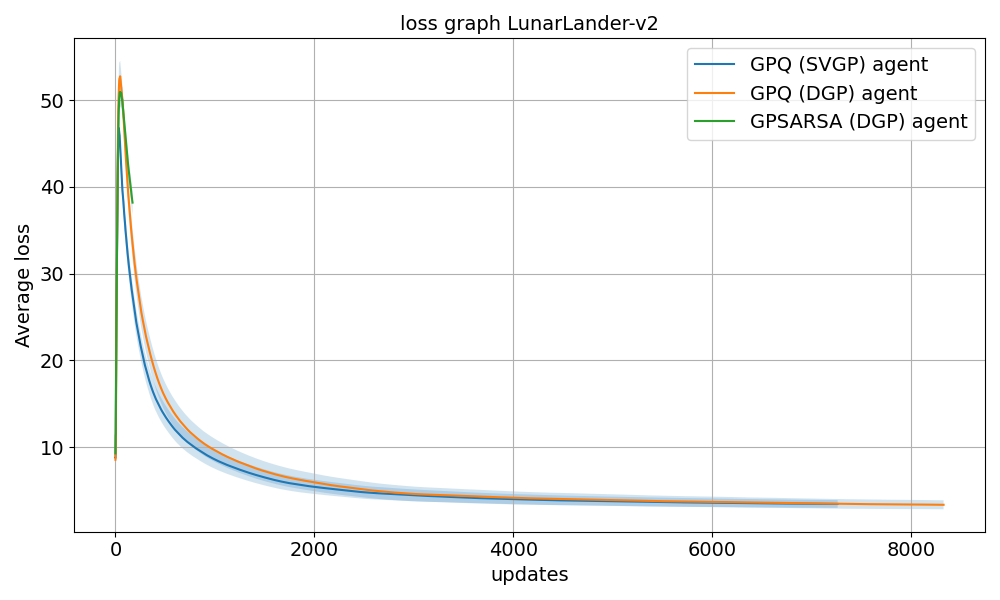 loss graph LunarLander-v2
GPQ (SVGP) agent
GPQ (DGP) agent
GPSARSA (DGP) agent
Average loss
50
40
30
20
10
0
2000
4000
6000
8000
updates